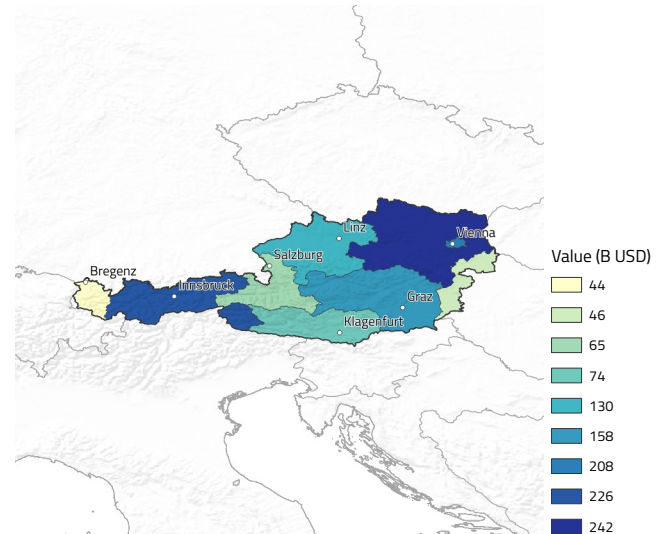 Linz
Vienna
Salzburg
Bregenz
Innsbruck
Graz
Klagenfurt
Value (B USD)
44
46
65
74
130
158
208
226
242